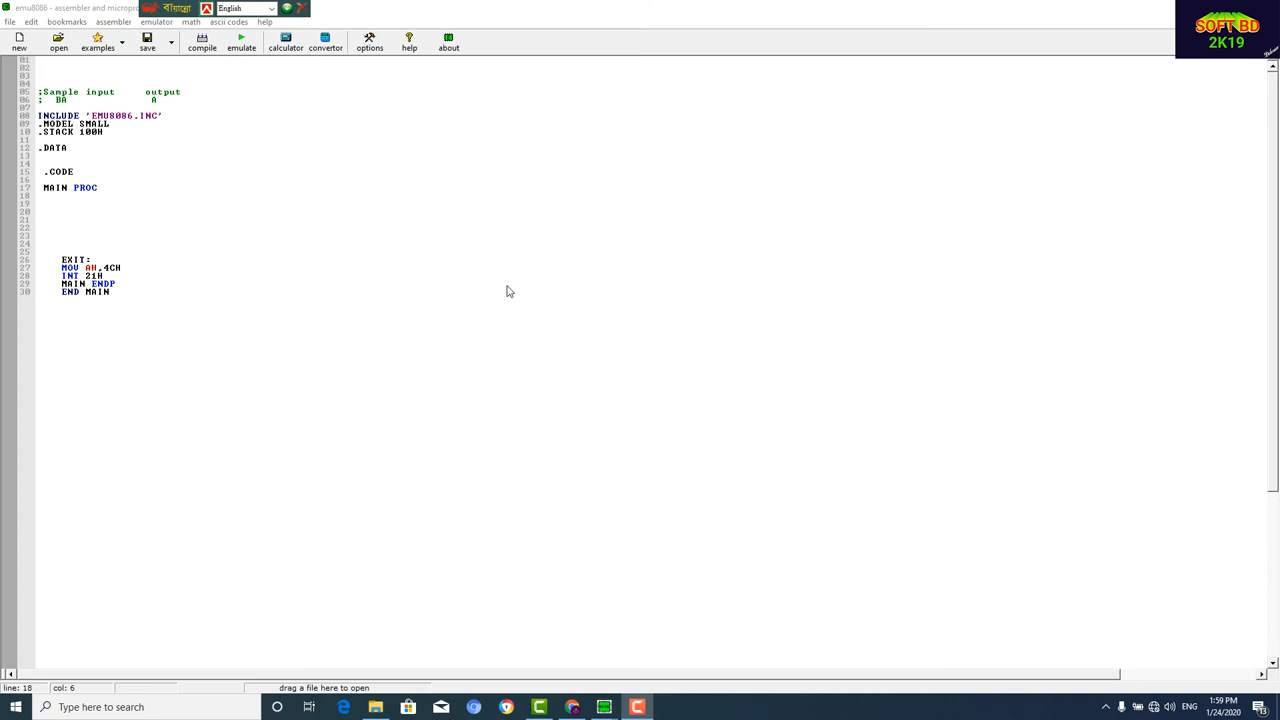 emu8086 - assembler and micropro
বায়ান্নো
English
SOFT BD
2K19
file edit bookmarks assembler emulator math ascii codes help
new open examples save compile emulate calculator convertor options help about
01
02
03
04
05 ;Sample input output
06 ; BA A
07
08 INCLUDE 'EMU8086.INC'
09 .MODEL SMALL
10 .STACK 100H
11
12 .DATA
13
14
15 .CODE
16
17 MAIN PROC
18
19
20
21
22
23
24
25
26 EXIT:
27 MOV AH,4CH
28 INT 21H
29 MAIN ENDP
30 END MAIN
line: 18 col: 6 drag a file here to open
Type here to search
ENG
1:59 PM
1/24/2020